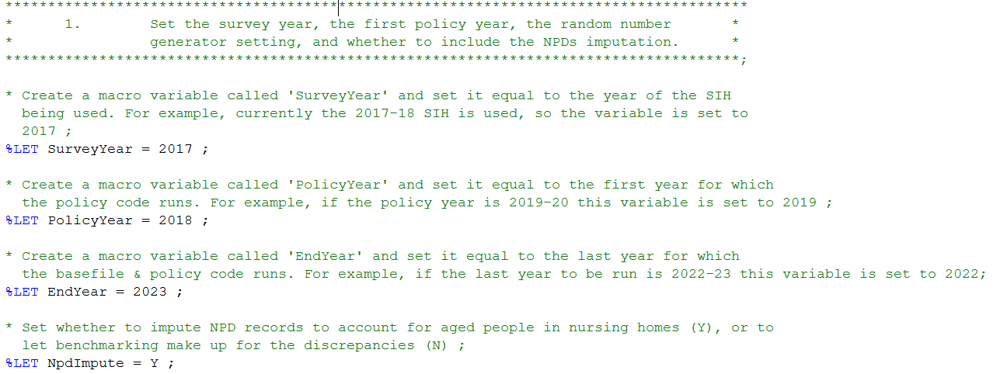 ****************************************************************************************
*      1.        Set the survey year, the first policy year, the random number       *
*                generator setting, and whether to include the NPDs imputation.      *
***************************************************************************************;
* Create a macro variable called 'SurveyYear' and set it equal to the year of the SIH
being used. For example, currently the 2017-18 SIH is used, so the variable is set to
2017 ;
%LET SurveyYear = 2017 ;
* Create a macro variable called 'PolicyYear' and set it equal to the first year for which
the policy code runs. For example, if the policy year is 2019-20 this variable is set to 2019 ;
%LET PolicyYear = 2018 ;
* Create a macro variable called 'EndYear' and set it equal to the last year for which
the basefile & policy code runs. For example, if the last year to be run is 2022-23 this variable is set to 2022;
%LET EndYear = 2023 ;
* Set whether to impute NPD records to account for aged people in nursing homes (Y), or to
let benchmarking make up for the discrepancies (N) ;
%LET NpdImpute = Y ;